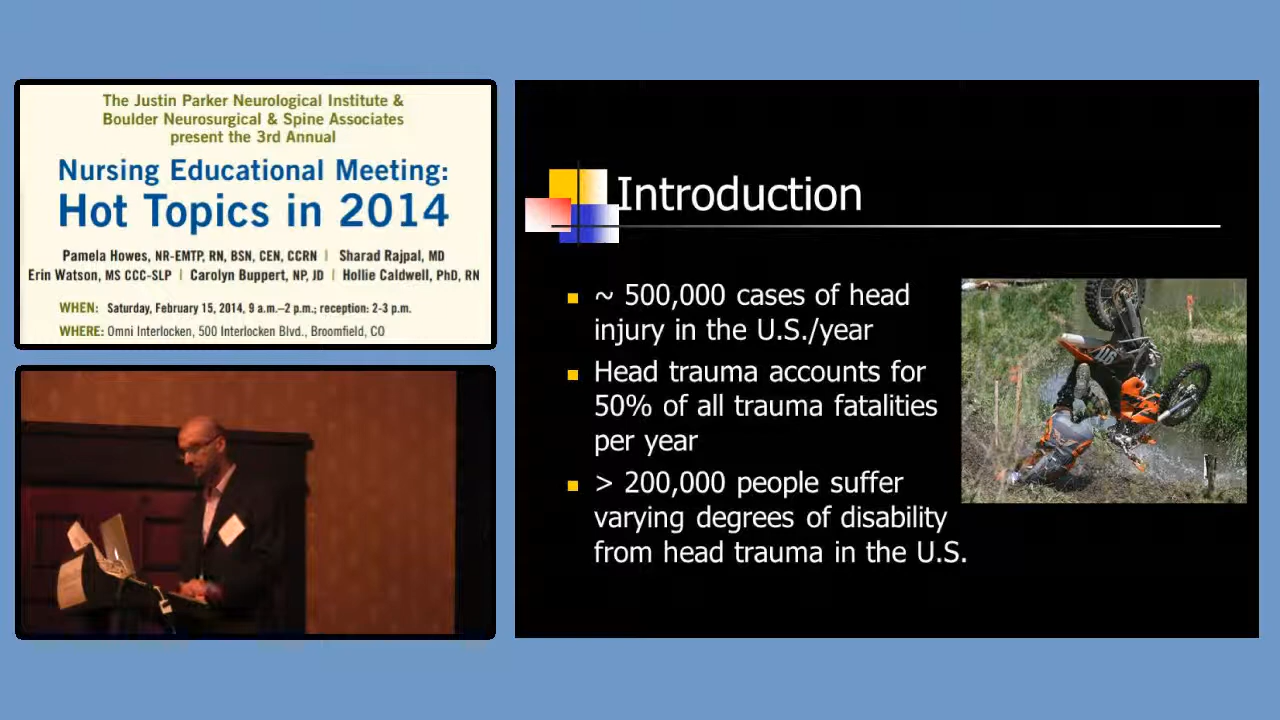 The Justin Parker Neurological Institute &
Boulder Neurosurgical & Spine Associates
present the 3rd Annual
Nursing Educational Meeting:
Hot Topics in 2014
Pamela Howes, NR-EMTP, RN, BSN, CEN, CCRN | Sharad Rajpal, MD
Erin Watson, MS CCC-SLP | Carolyn Buppert, NP, JD | Hollie Caldwell, PhD, RN
WHEN: Saturday, February 15, 2014, 9 a.m.–2 p.m.; reception: 2-3 p.m.
WHERE: Omni Interlocken, 500 Interlocken Blvd., Broomfield, CO
Introduction
~ 500,000 cases of head
injury in the U.S./year
Head trauma accounts for
50% of all trauma fatalities
per year
> 200,000 people suffer
varying degrees of disability
from head trauma in the U.S.